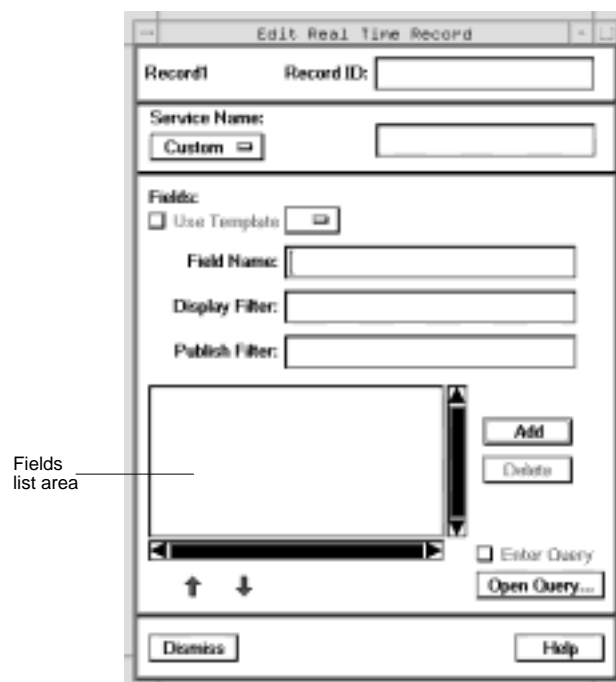 Edit Real Time Record
Record1 Record ID:
Service Name:
Custom
Fields:
Use Template
Field Name:
Display Filter:
Publish Filter:
Add
Fields
list area
Delete
Enter Query
Open Query...
Dismiss Help